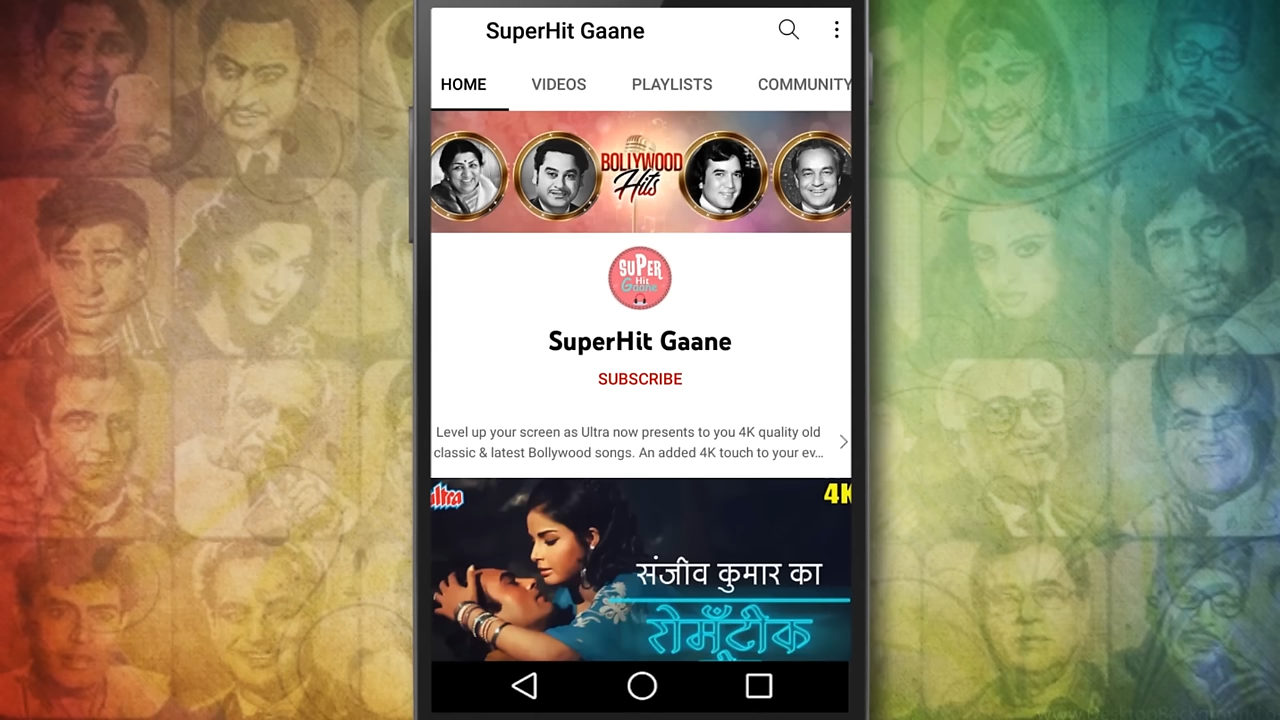 SuperHit Gaane
HOME VIDEOS PLAYLISTS COMMUNITY
BOLLYWOOD
Hits
SUPER
Hit
Gaane
SuperHit Gaane
SUBSCRIBE
Level up your screen as Ultra now presents to you 4K quality old
classic & latest Bollywood songs. An added 4K touch to your ev...
ultra 4K
संजीव कुमार का
रोमँटीक